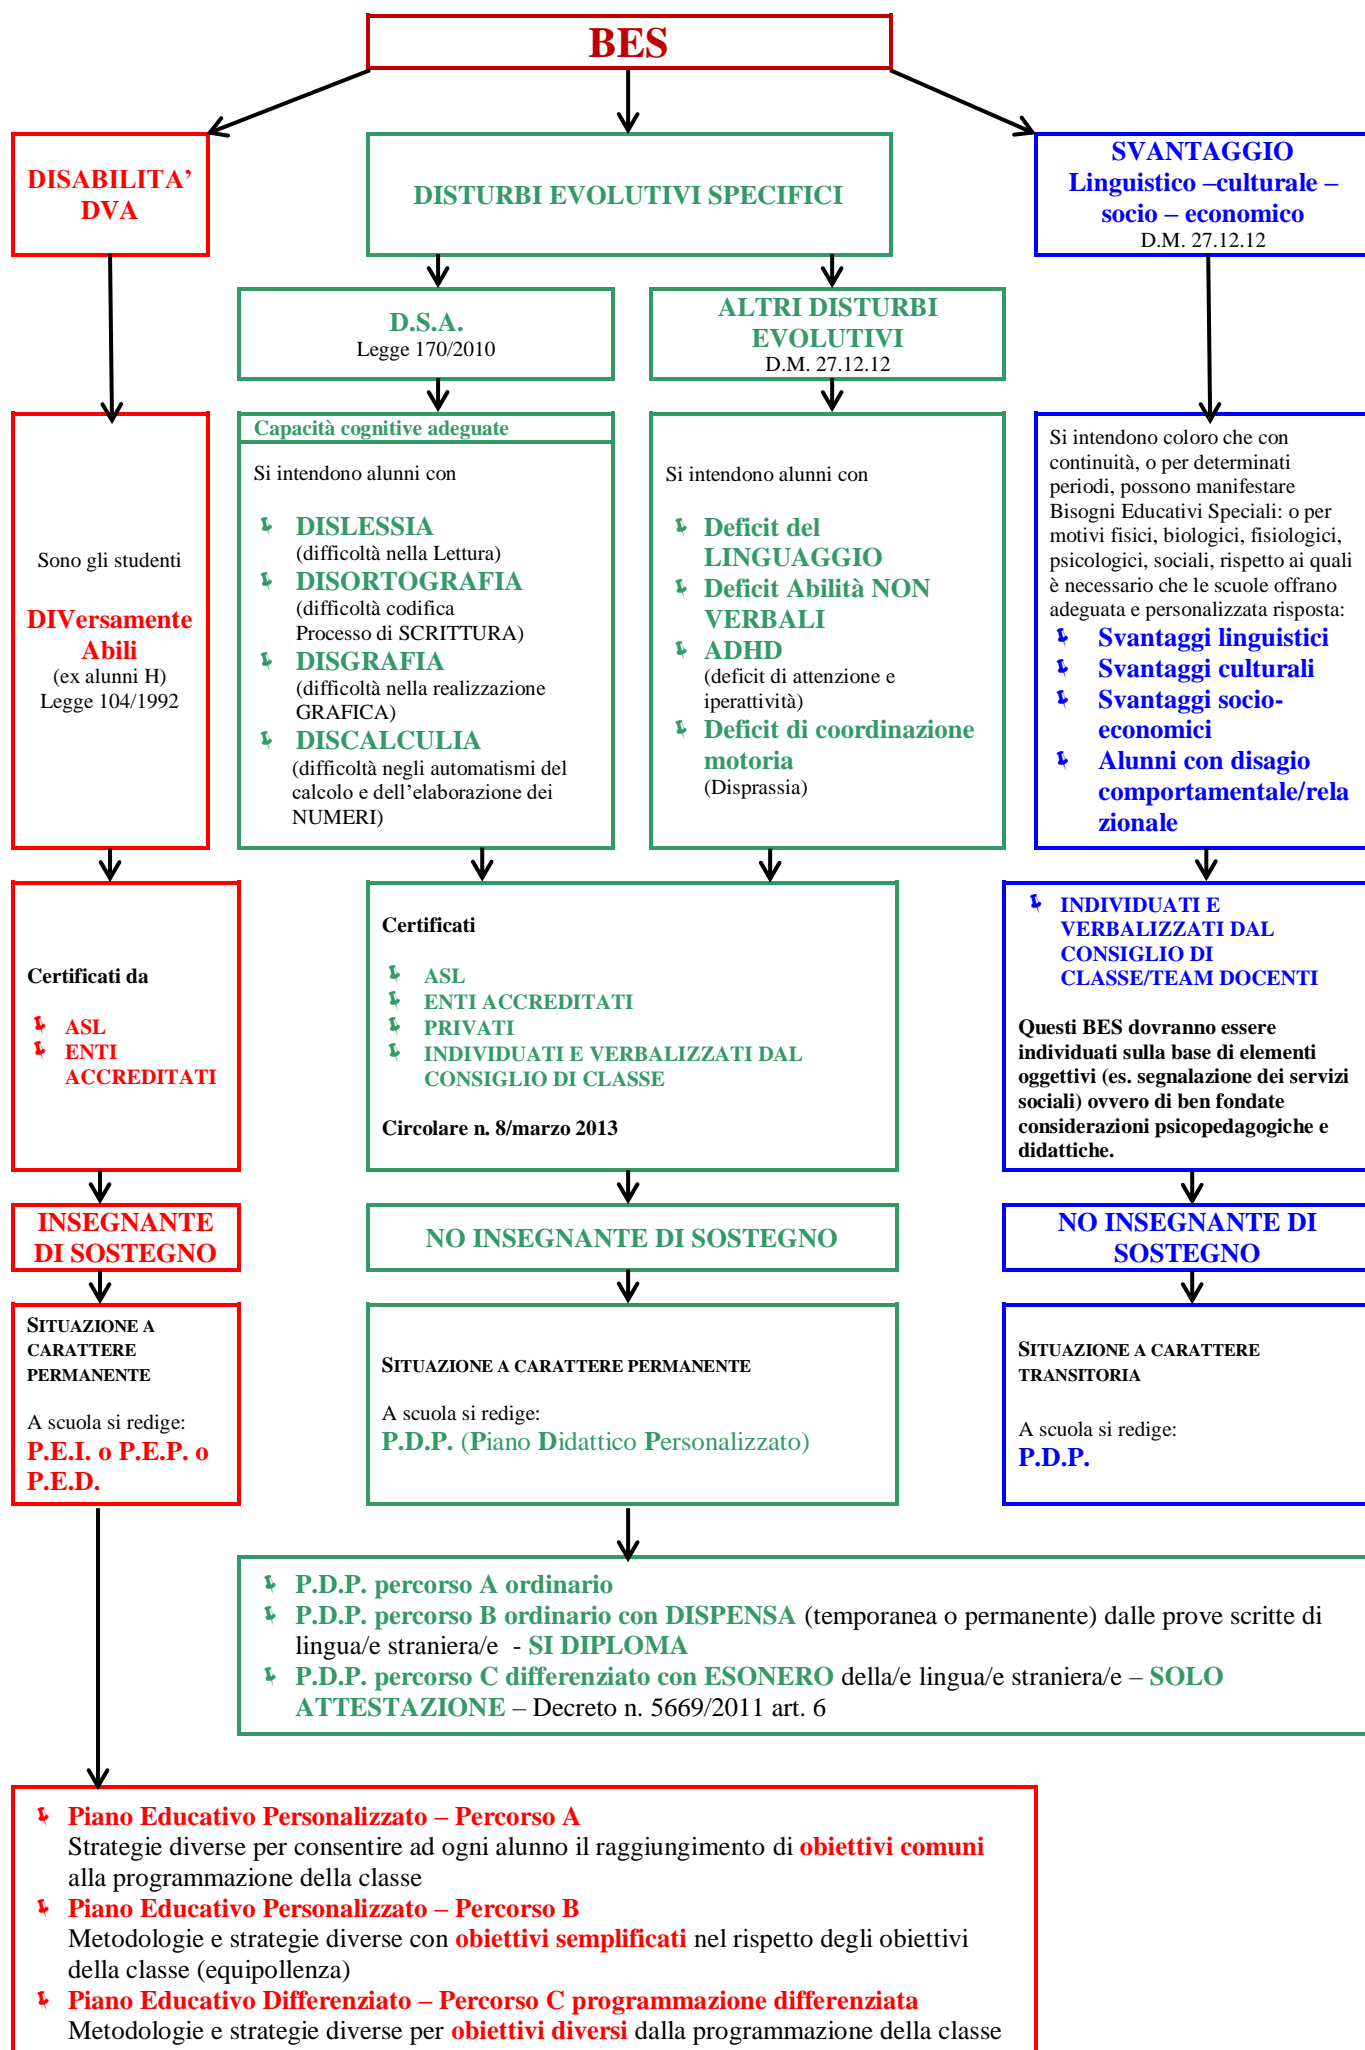 BES
DISABILITA’
DVA
DISTURBI EVOLUTIVI SPECIFICI
SVANTAGGIO
Linguistico –culturale –
socio – economico
D.M. 27.12.12
D.S.A.
Legge 170/2010
ALTRI DISTURBI
EVOLUTIVI
D.M. 27.12.12
Sono gli studenti
DIVersamente
Abili
(ex alunni H)
Legge 104/1992
Capacità cognitive adeguate
Si intendono alunni con
DISLESSIA
(difficoltà nella Lettura)
DISORTOGRAFIA
(difficoltà codifica
Processo di SCRITTURA)
DISGRAFIA
(difficoltà nella realizzazione
GRAFICA)
DISCALCULIA
(difficoltà negli automatismi del
calcolo e dell’elaborazione dei
NUMERI)
Si intendono alunni con
Deficit del
LINGUAGGIO
Deficit Abilità NON
VERBALI
ADHD
(deficit di attenzione e
iperattività)
Deficit di coordinazione
motoria
(Disprassia)
Si intendono coloro che con
continuità, o per determinati
periodi, possono manifestare
Bisogni Educativi Speciali: o per
motivi fisici, biologici, fisiologici,
psicologici, sociali, rispetto ai quali
è necessario che le scuole offrano
adeguata e personalizzata risposta:
Svantaggi linguistici
Svantaggi culturali
Svantaggi socio-
economici
Alunni con disagio
comportamentale/rela
zionale
Certificati da
ASL
ENTI
ACCREDITATI
Certificati
ASL
ENTI ACCREDITATI
PRIVATI
INDIVIDUATI E VERBALIZZATI DAL
CONSIGLIO DI CLASSE
Circolare n. 8/marzo 2013
INDIVIDUATI E
VERBALIZZATI DAL
CONSIGLIO DI
CLASSE/TEAM DOCENTI
Questi BES dovranno essere
individuati sulla base di elementi
oggettivi (es. segnalazione dei servizi
sociali) ovvero di ben fondate
considerazioni psicopedagogiche e
didattiche.
INSEGNANTE
DI SOSTEGNO
NO INSEGNANTE DI SOSTEGNO
NO INSEGNANTE DI
SOSTEGNO
SITUAZIONE A
CARATTERE
PERMANENTE
A scuola si redige:
P.E.I. o P.E.P. o
P.E.D.
SITUAZIONE A CARATTERE PERMANENTE
A scuola si redige:
P.D.P. (Piano Didattico Personalizzato)
SITUAZIONE A CARATTERE
TRANSITORIA
A scuola si redige:
P.D.P.
P.D.P. percorso A ordinario
P.D.P. percorso B ordinario con DISPENSA (temporanea o permanente) dalle prove scritte di
lingua/e straniera/e - SI DIPLOMA
P.D.P. percorso C differenziato con ESONERO della/e lingua/e straniera/e – SOLO
ATTESTAZIONE – Decreto n. 5669/2011 art. 6
Piano Educativo Personalizzato – Percorso A
Strategie diverse per consentire ad ogni alunno il raggiungimento di obiettivi comuni
alla programmazione della classe
Piano Educativo Personalizzato – Percorso B
Metodologie e strategie diverse con obiettivi semplificati nel rispetto degli obiettivi
della classe (equipollenza)
Piano Educativo Differenziato – Percorso C programmazione differenziata
Metodologie e strategie diverse per obiettivi diversi dalla programmazione della classe